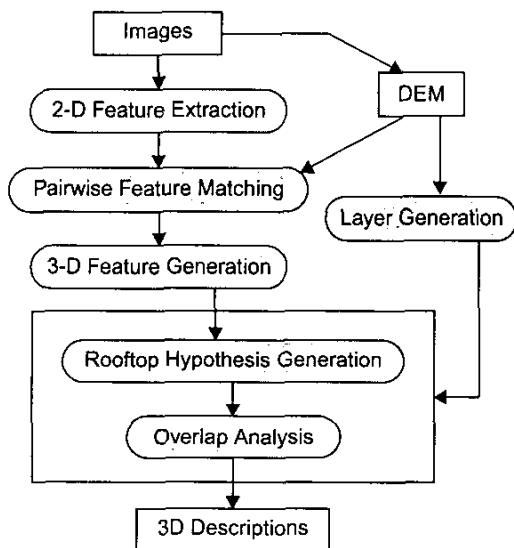 Images
DEM
2-D Feature Extraction
Pairwise Feature Matching
Layer Generation
3-D Feature Generation
Rooftop Hypothesis Generation
Overlap Analysis
3D Descriptions